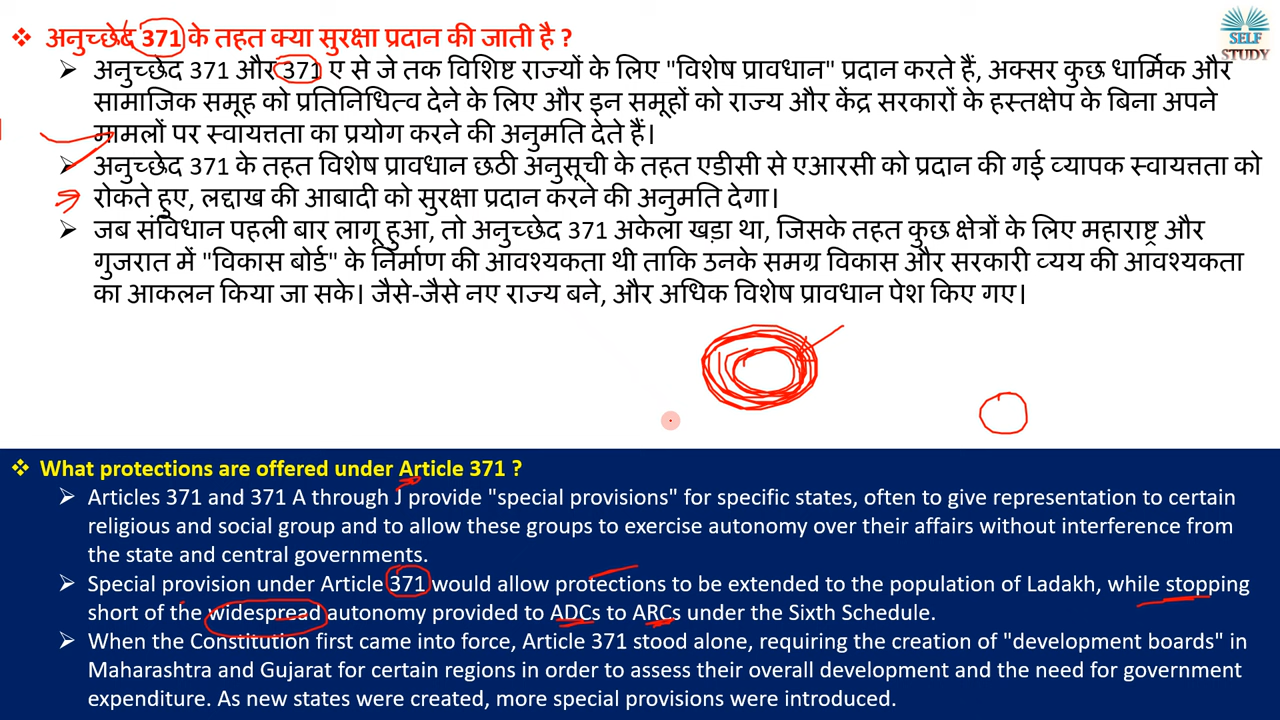 ❖ अनुच्छेद 371 के तहत क्या सुरक्षा प्रदान की जाती है ?
SELF
STUDY
➢ अनुच्छेद 371 और 371 ए से जे तक विशिष्ट राज्यों के लिए "विशेष प्रावधान" प्रदान करते हैं, अक्सर कुछ धार्मिक और
सामाजिक समूह को प्रतिनिधित्व देने के लिए और इन समूहों को राज्य और केंद्र सरकारों के हस्तक्षेप के बिना अपने
मामलों पर स्वायत्तता का प्रयोग करने की अनुमति देते हैं।
➢ अनुच्छेद 371 के तहत विशेष प्रावधान छठी अनुसूची के तहत एडीसी से एआरसी को प्रदान की गई व्यापक स्वायत्तता को
रोकते हुए, लद्दाख की आबादी को सुरक्षा प्रदान करने की अनुमति देगा।
➢ जब संविधान पहली बार लागू हुआ, तो अनुच्छेद 371 अकेला खड़ा था, जिसके तहत कुछ क्षेत्रों के लिए महाराष्ट्र और
गुजरात में "विकास बोर्ड" के निर्माण की आवश्यकता थी ताकि उनके समग्र विकास और सरकारी व्यय की आवश्यकता
का आकलन किया जा सके। जैसे-जैसे नए राज्य बने, और अधिक विशेष प्रावधान पेश किए गए।
❖ What protections are offered under Article 371 ?
➢ Articles 371 and 371 A through J provide "special provisions" for specific states, often to give representation to certain
religious and social group and to allow these groups to exercise autonomy over their affairs without interference from
the state and central governments.
➢ Special provision under Article 371 would allow protections to be extended to the population of Ladakh, while stopping
short of the widespread autonomy provided to ADCs to ARCs under the Sixth Schedule.
➢ When the Constitution first came into force, Article 371 stood alone, requiring the creation of "development boards" in
Maharashtra and Gujarat for certain regions in order to assess their overall development and the need for government
expenditure. As new states were created, more special provisions were introduced.